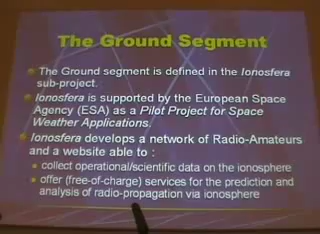 The Ground Segment
The Ground segment is defined in the Ionosfera
sub-project.
Ionosfera is supported by the European Space
Agency (ESA) as a Pilot Project for Space
Weather Applications.
Ionosfera develops a network of Radio-Amateurs
and a website able to :
collect operational/scientific data on the ionosphere
offer (free-of-charge) services for the prediction and
analysis of radio-propagation via ionosphere